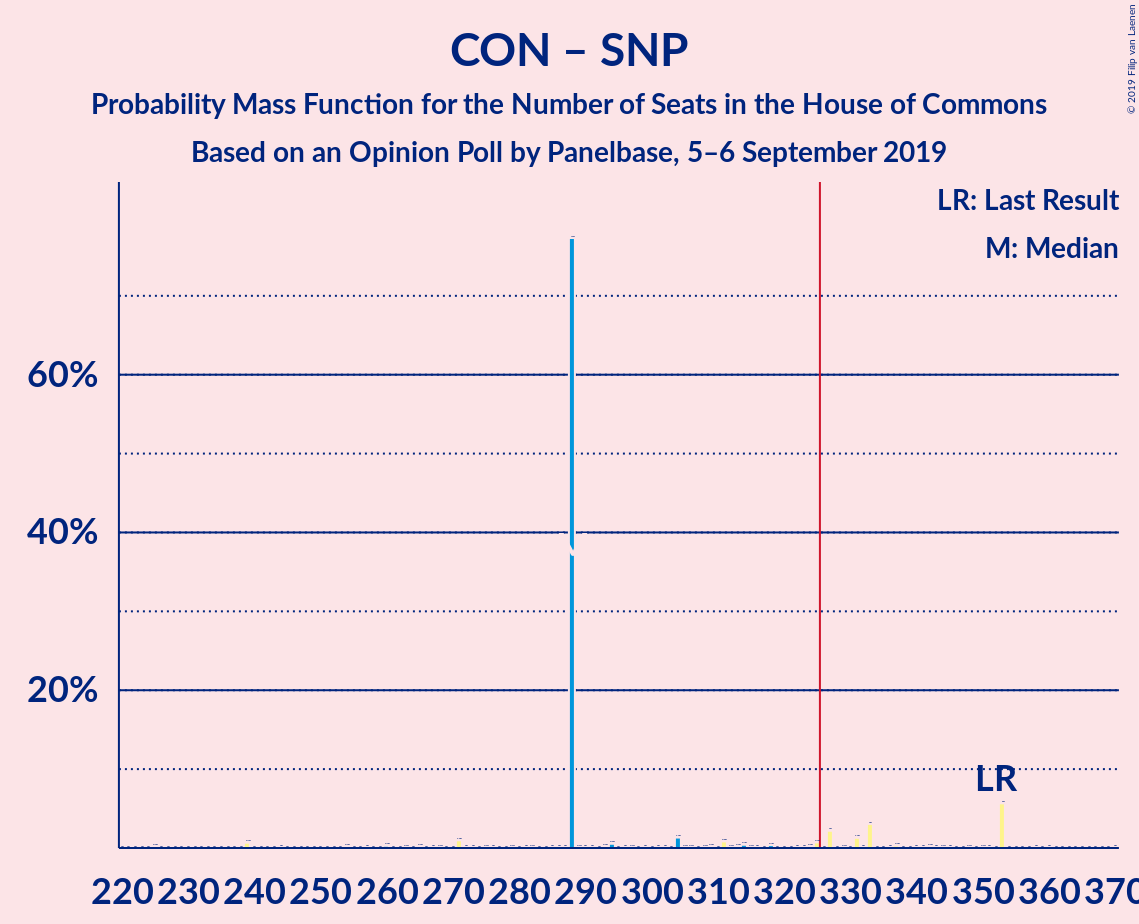 CON – SNP
Probability Mass Function for the Number of Seats in the House of Commons
Based on an Opinion Poll by Panelbase, 5–6 September 2019
© 2019 Filip van Laenen
LR: Last Result
M: Median
60%
40%
20%
LR
220 230 240 250 260 270 280 290 300 310 320 330 340 350 360 370